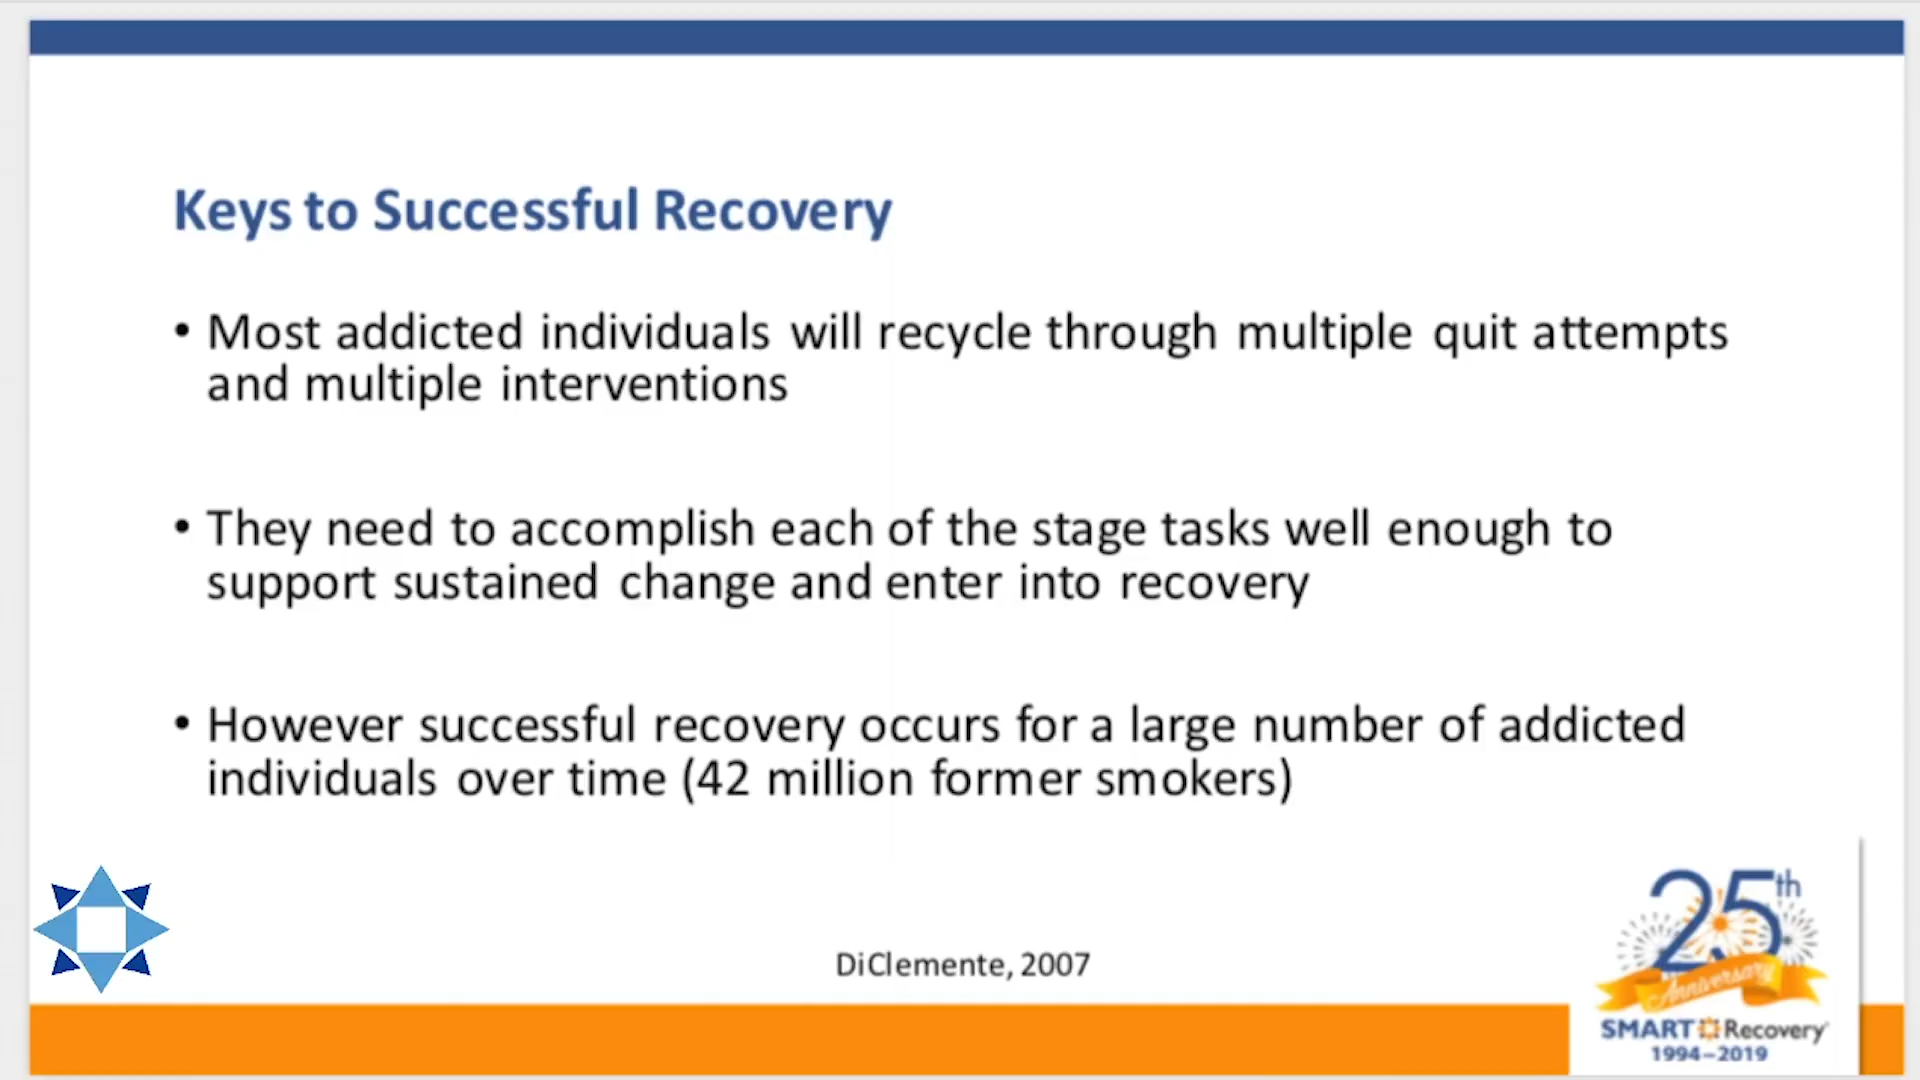 Keys to Successful Recovery
• Most addicted individuals will recycle through multiple quit attempts
and multiple interventions
• They need to accomplish each of the stage tasks well enough to
support sustained change and enter into recovery
• However successful recovery occurs for a large number of addicted
individuals over time (42 million former smokers)
DiClemente, 2007
25th
Anniversary
SMART Recovery
1994–2019